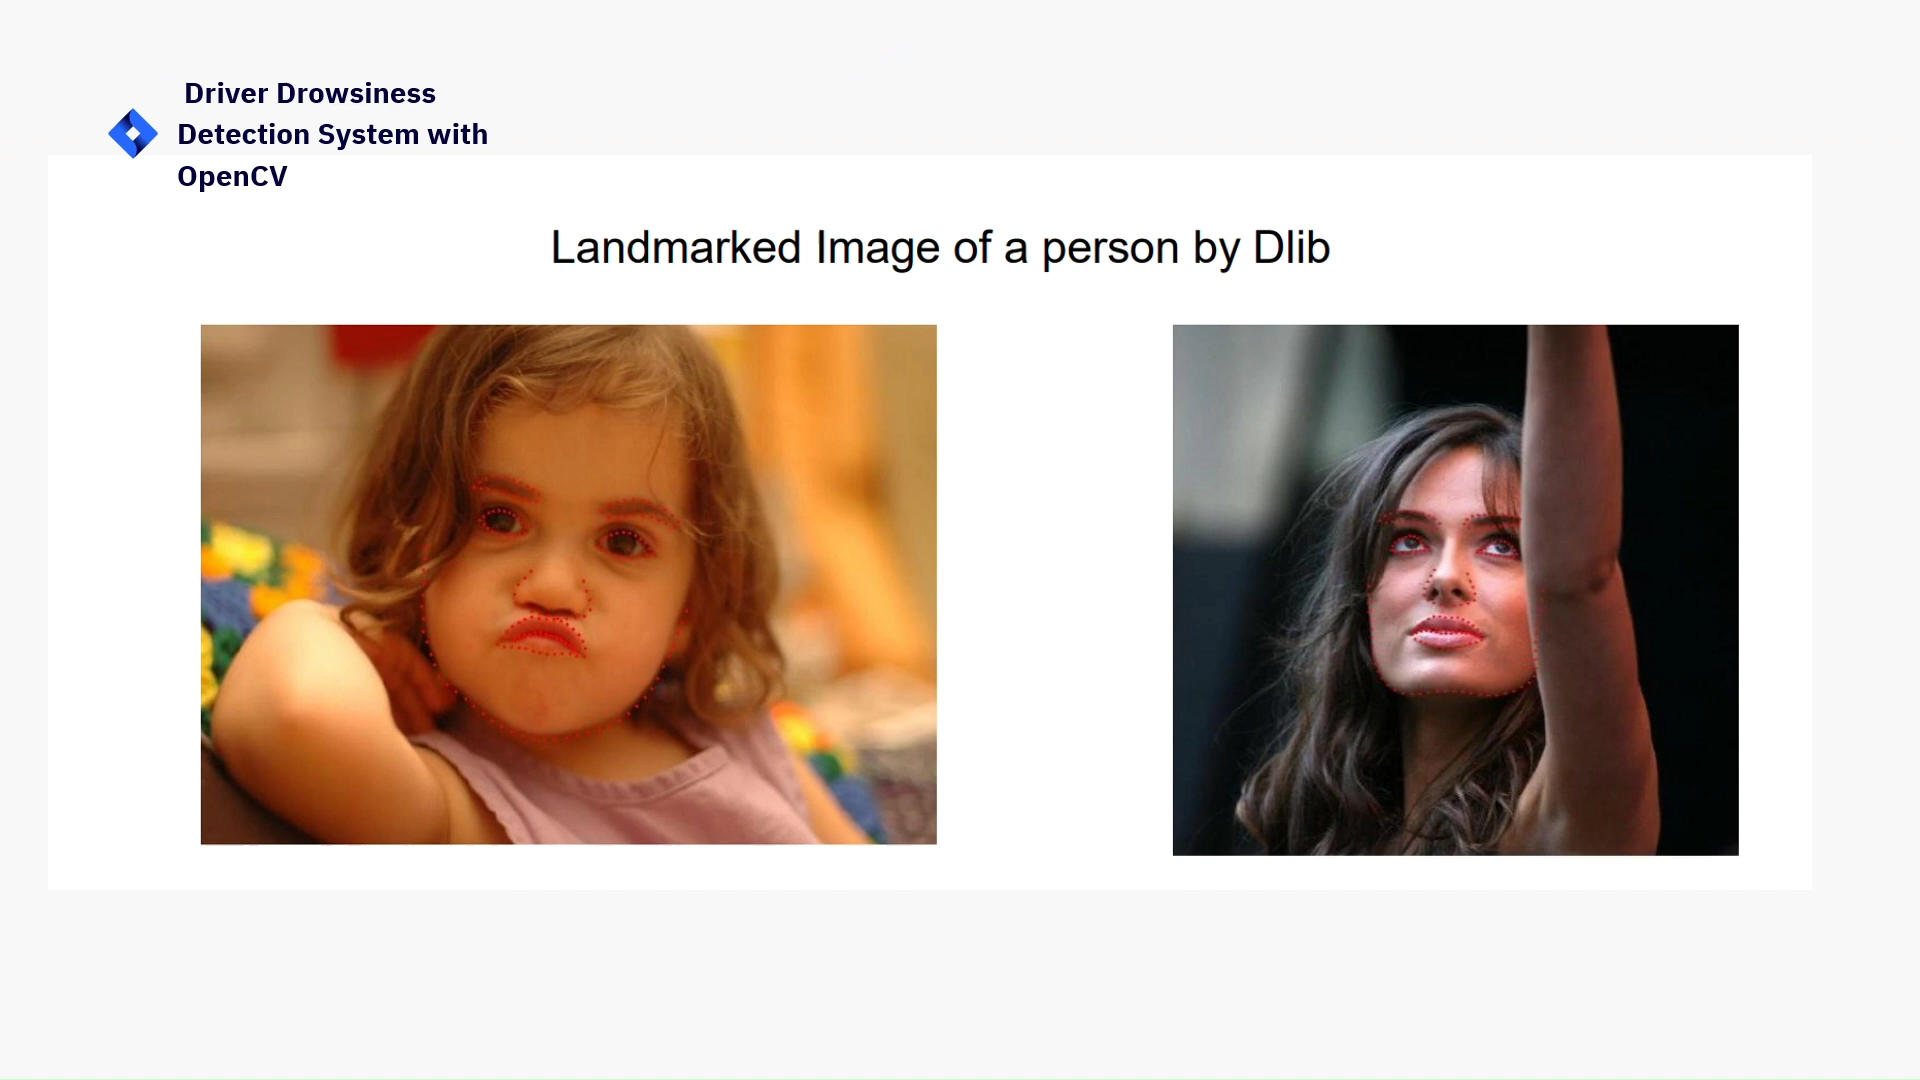 Driver Drowsiness
Detection System with
OpenCV
Landmarked Image of a person by Dlib